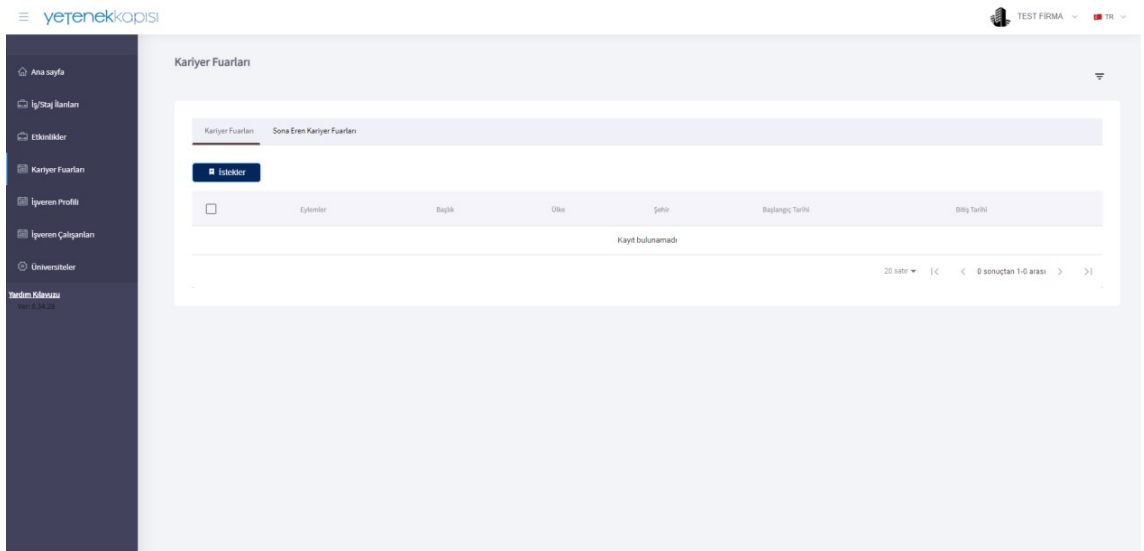 yetenekkapısı
TEST FİRMA
TR
Ana sayfa
İş/Staj İlanları
Etkinlikler
Kariyer Fuarları
İşveren Profili
İşveren Çalışanları
Üniversiteler
Yardım Kılavuzu
Kariyer Fuarları
Kariyer Fuarları Sona Eren Kariyer Fuarları
İstekler
Eylemler Başlık Ülke Şehir Başlangıç Tarihi Bitiş Tarihi
Kayıt bulunamadı
20 satır 0 sonuçtan 1-0 arası